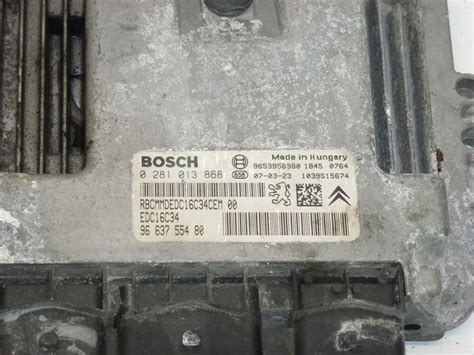 BOSCH
Made in Hungary
9653958980 1845 0764
0 281 013 868
658 07-03-23 1039S15674
RBCMMDEDC16C34CEM 00
EDC16C34
96 637 554 80